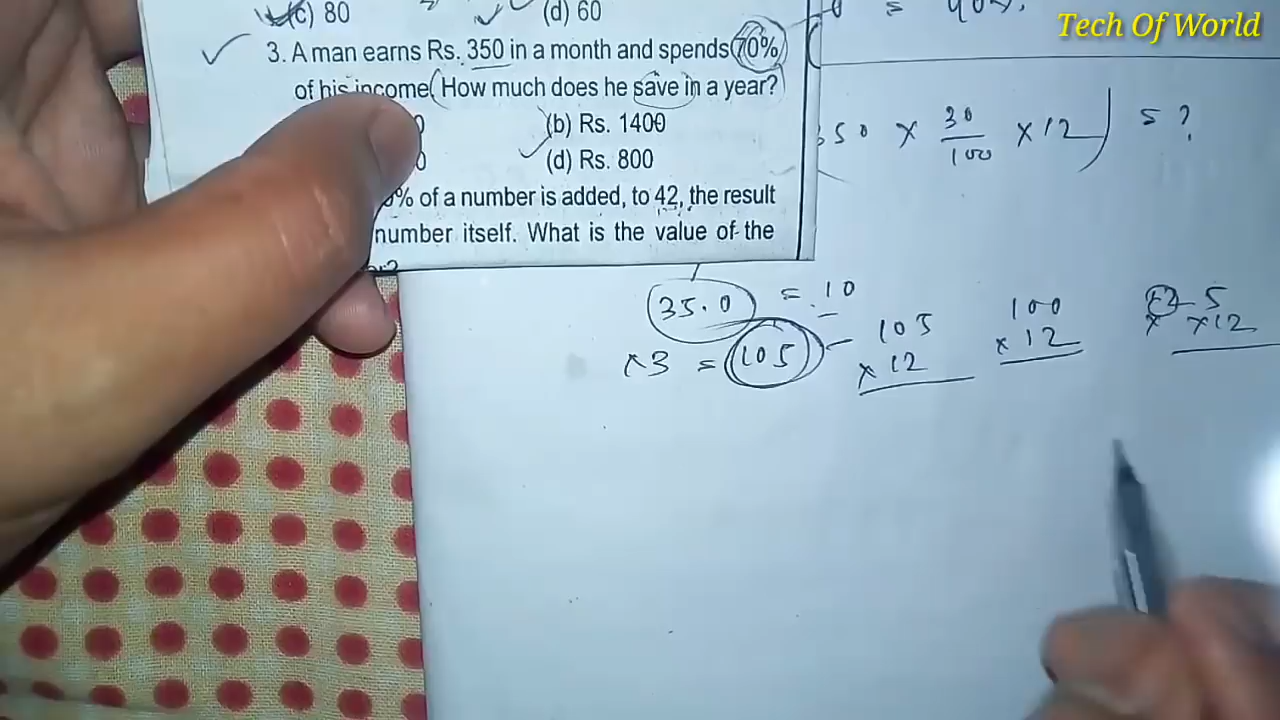 Tech Of World
(c) 80 (d) 60
3. A man earns Rs. 350 in a month and spends 70%
of his income( How much does he save in a year?
0 (b) Rs. 1400
0 (d) Rs. 800
% of a number is added, to 42, the result
number itself. What is the value of the
350 × 30/100 × 12) = ?
35.0 = 10
×3 = 105
105
×12
100
×12
5
×12